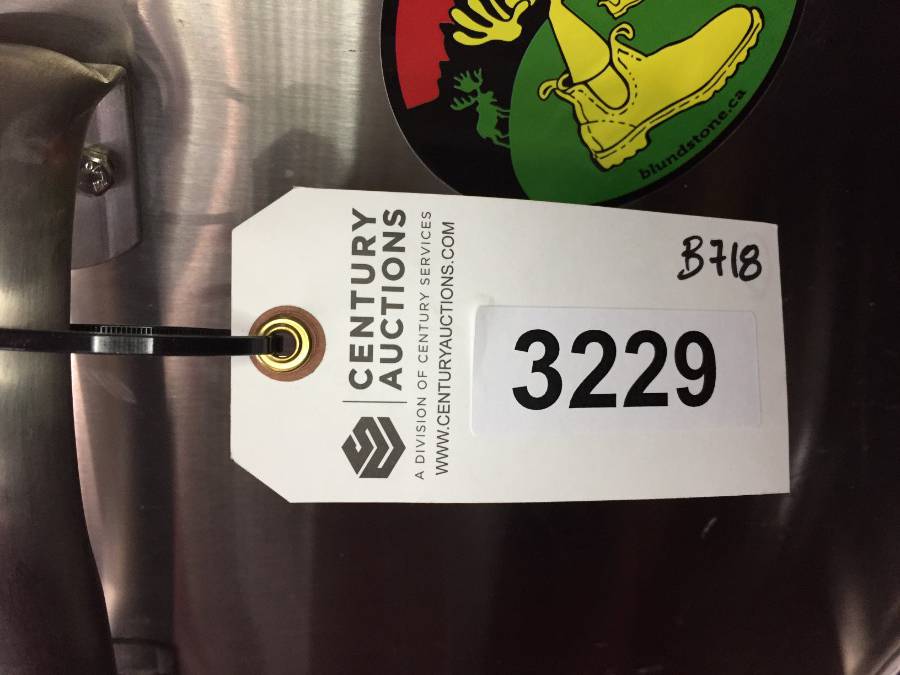 blundstone.ca
CENTURY
AUCTIONS
A DIVISION OF CENTURY SERVICES
WWW.CENTURYAUCTIONS.COM
B718
3229